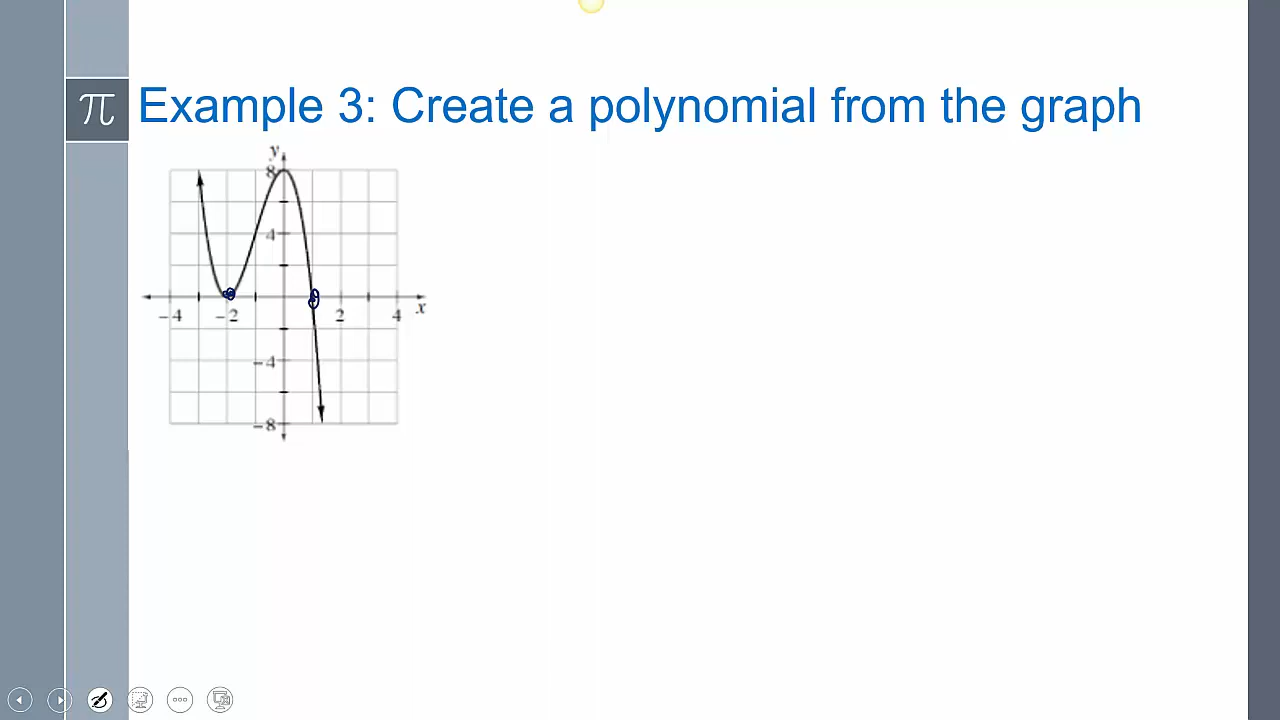 π Example 3: Create a polynomial from the graph
y
8
4
-4 -2 2 4 x
-4
-8